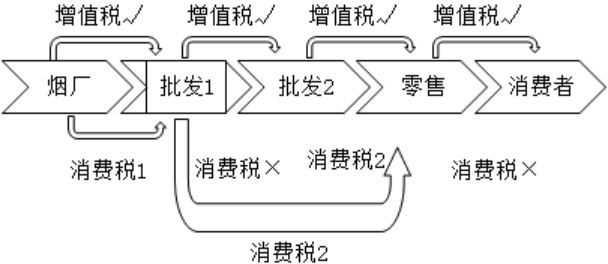 增值税✓ 增值税✓ 增值税✓ 增值税✓
烟厂 批发1 批发2 零售 消费者
消费税1 消费税× 消费税2 消费税×
消费税2